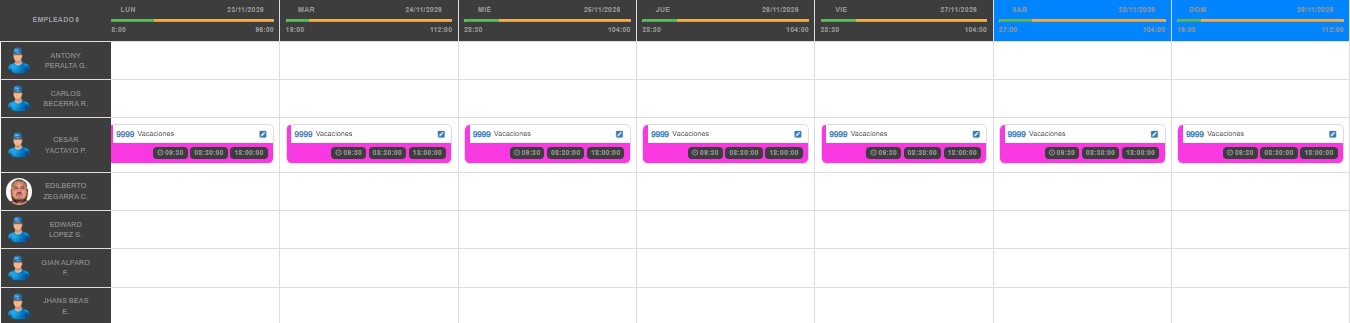 EMPLEADO 8
LUN 23/11/2026
8:00 96:00
MAR 24/11/2026
19:00 112:00
MIÉ 25/11/2026
28:30 104:00
JUE 26/11/2026
28:30 104:00
VIE 27/11/2026
28:30 104:00
SAB 28/11/2026
27:00 104:00
DOM 29/11/2026
19:00 112:00
ANTONY
PERALTA G.
CARLOS
BECERRA R.
CESAR
YACTAYO P.
9999 Vacaciones
09:30 08:30:00 18:00:00
9999 Vacaciones
09:30 08:30:00 18:00:00
9999 Vacaciones
09:30 08:30:00 18:00:00
9999 Vacaciones
09:30 08:30:00 18:00:00
9999 Vacaciones
09:30 08:30:00 18:00:00
9999 Vacaciones
09:30 08:30:00 18:00:00
9999 Vacaciones
09:30 08:30:00 18:00:00
EDILBERTO
ZEGARRA C.
EDWARD
LOPEZ S.
GIAN ALFARO
F.
JHANS BEAS
E.